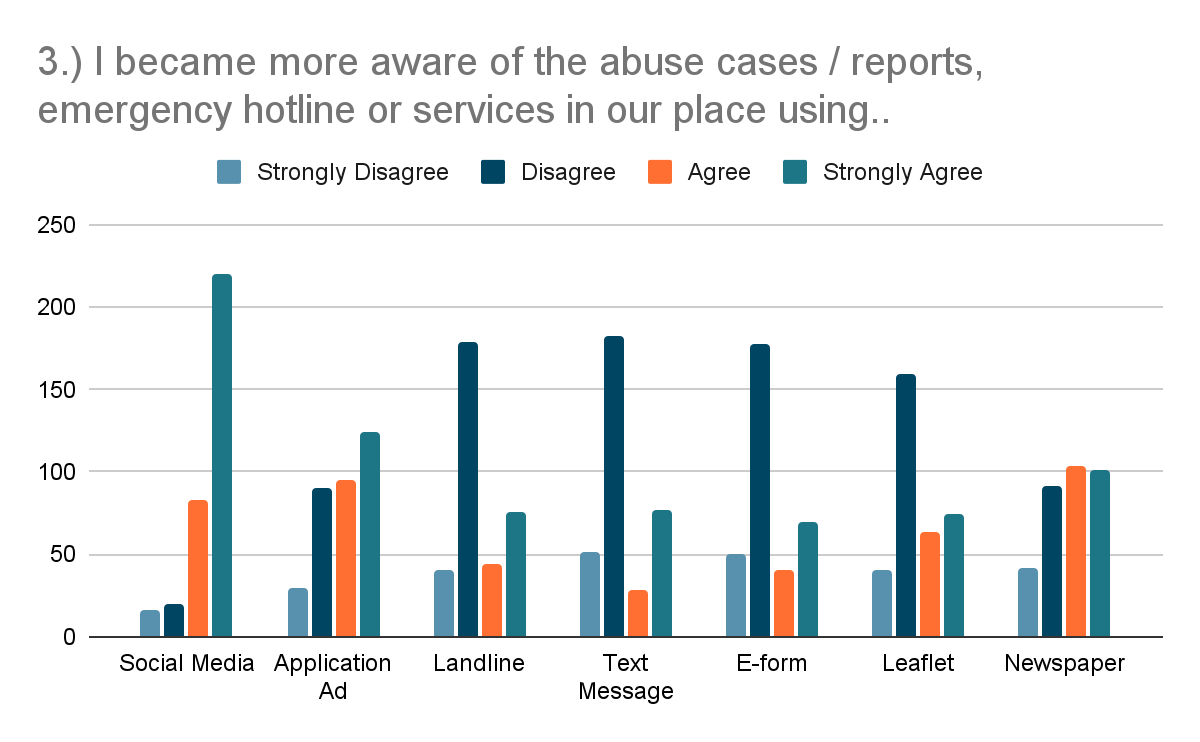 3.) I became more aware of the abuse cases / reports,
emergency hotline or services in our place using..
Strongly Disagree Disagree Agree Strongly Agree
250
200
150
100
50
0
Social Media Application Ad Landline Text Message E-form Leaflet Newspaper